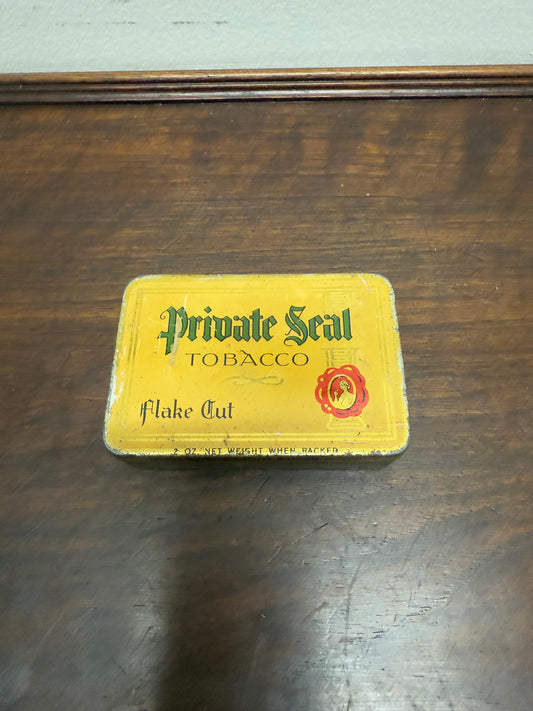 Private Seal
TOBACCO
Flake Cut
2 OZ. NET WEIGHT WHEN PACKED